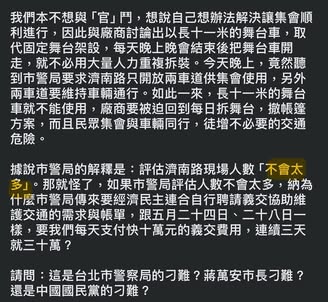 我們本不想與「官」鬥，想說自己想辦法解決讓集會順
利進行，因此與廠商討論出以長十一米的舞台車，取
代固定舞台架設，每天晚上晚會結束後把舞台車開
走，就不必用大量人力重複拆裝。今天晚上，竟然聽
到市警局要求濟南路只開放兩車道供集會使用，另外
兩車道要維持車輛通行。如此一來，長十一米的舞台
車就不能使用，廠商要被迫回到每日拆舞台，撤帳篷
方案，而且民眾集會與車輛同行，徒增不必要的交通
危險。
據說市警局的解釋是：評估濟南路現場人數「不會太
多」。那就怪了，如果市警局評估人數不會太多，納為
什麼市警局傳來要經濟民主連合自行聘請義交協助維
護交通的需求與帳單，跟五月二十四日、二十八日一
樣，要我們每天支付快十萬元的義交費用，連續三天
就三十萬？
請問：這是台北市警察局的刁難？蔣萬安市長刁難？
還是中國國民黨的刁難？